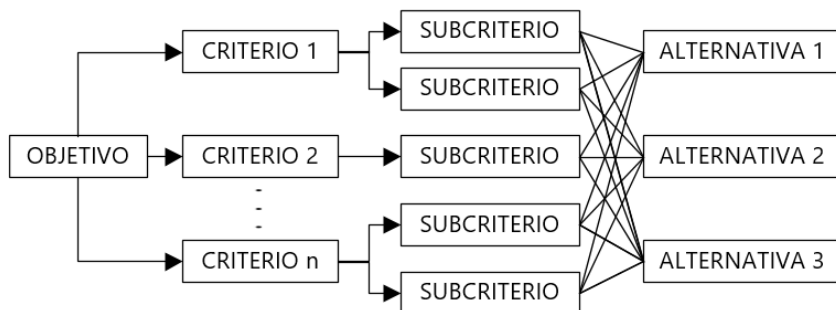 OBJETIVO
CRITERIO 1
CRITERIO 2
-
-
-
CRITERIO n
SUBCRITERIO
SUBCRITERIO
SUBCRITERIO
SUBCRITERIO
SUBCRITERIO
ALTERNATIVA 1
ALTERNATIVA 2
ALTERNATIVA 3